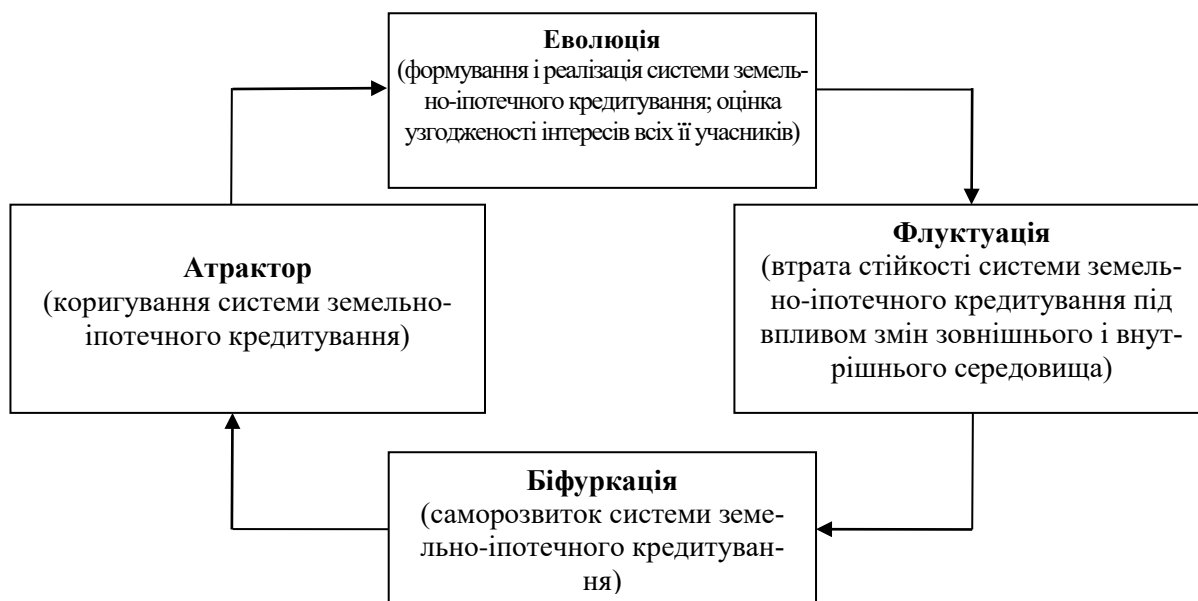 Еволюція
(формування і реалізація системи земель-
но-іпотечного кредитування; оцінка
узгодженості інтересів всіх її учасників)
Флуктуація
(втрата стійкості системи земель-
но-іпотечного кредитування під
впливом змін зовнішнього і внут-
рішнього середовища)
Атрактор
(коригування системи земельно-
іпотечного кредитування)
Біфуркація
(саморозвиток системи земе-
льно-іпотечного кредитуван-
ня)